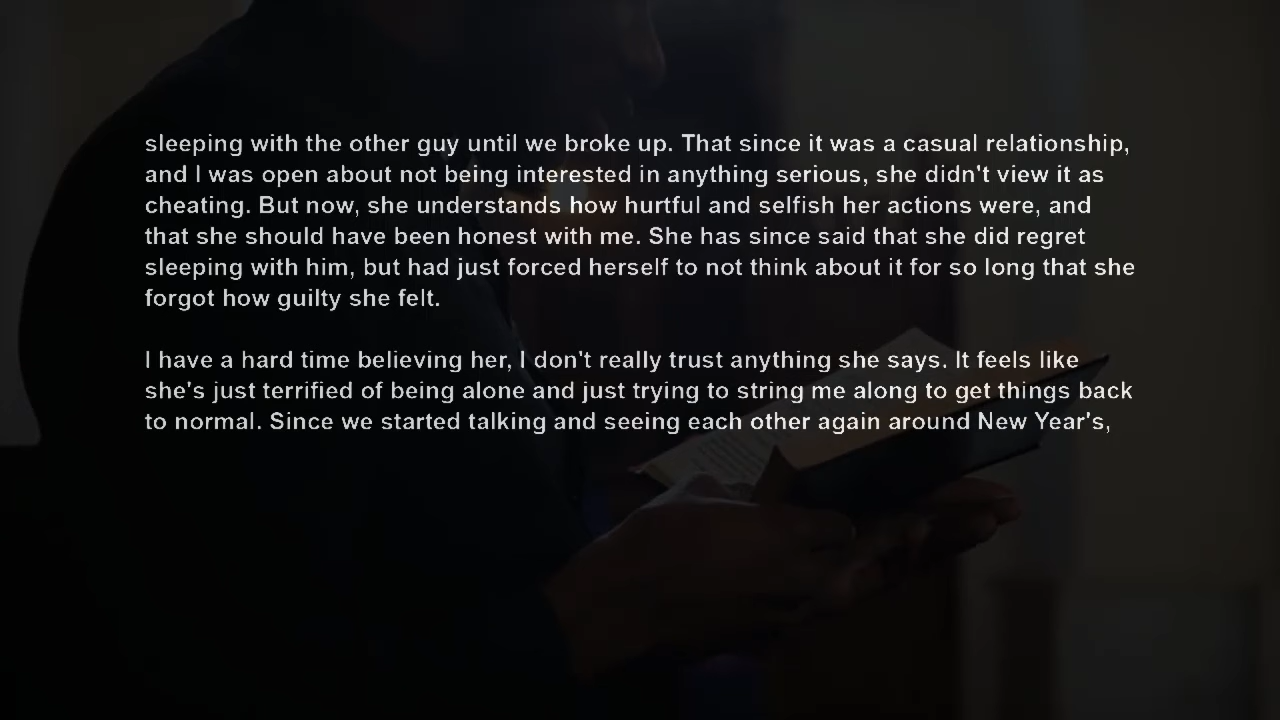 sleeping with the other guy until we broke up. That since it was a casual relationship,
and I was open about not being interested in anything serious, she didn't view it as
cheating. But now, she understands how hurtful and selfish her actions were, and
that she should have been honest with me. She has since said that she did regret
sleeping with him, but had just forced herself to not think about it for so long that she
forgot how guilty she felt.
I have a hard time believing her, I don't really trust anything she says. It feels like
she's just terrified of being alone and just trying to string me along to get things back
to normal. Since we started talking and seeing each other again around New Year's,